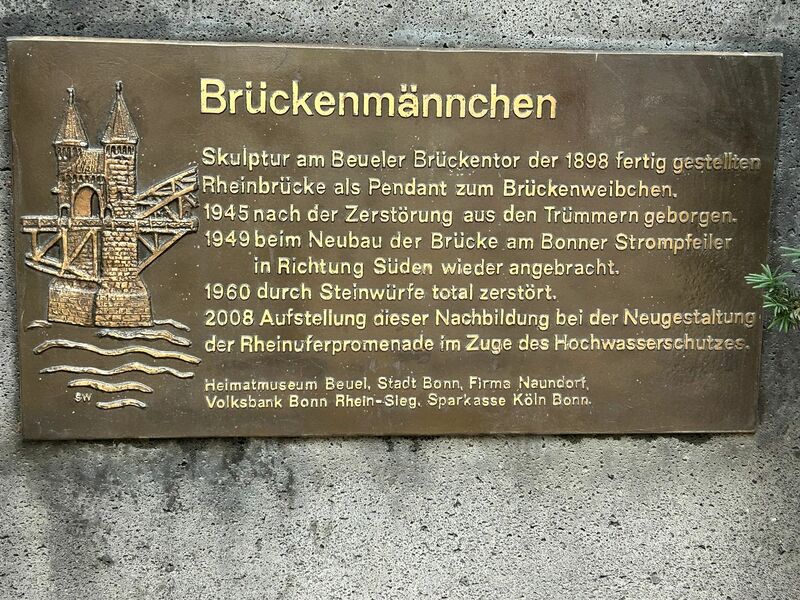 Brückenmännchen
Skulptur am Beueler Brückentor der 1898 fertig gestellten
Rheinbrücke als Pendant zum Brückenweibchen.
1945 nach der Zerstörung aus den Trümmern geborgen.
1949 beim Neubau der Brücke am Bonner Strompfeiler
in Richtung Süden wieder angebracht.
1960 durch Steinwürfe total zerstört.
2008 Aufstellung dieser Nachbildung bei der Neugestaltung
der Rheinuferpromenade im Zuge des Hochwasserschutzes.
Heimatmuseum Beuel, Stadt Bonn, Firma Naundorf,
Volksbank Bonn Rhein-Sieg, Sparkasse Köln Bonn.
SW